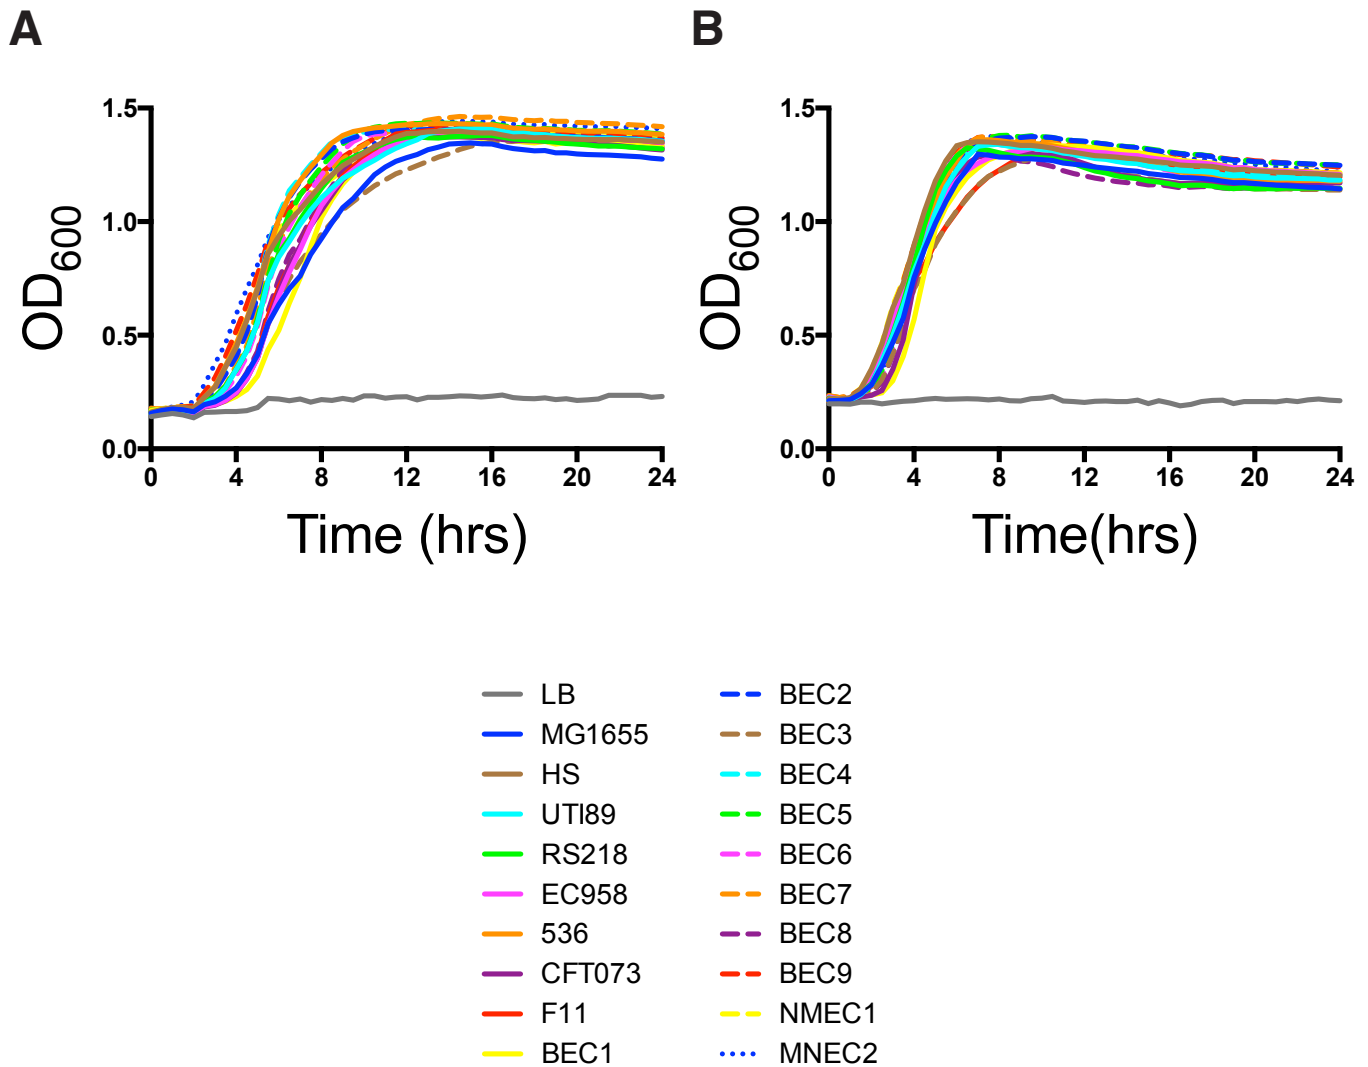 A
B
1.5
1.0
0.5
0.0
OD600
0 4 8 12 16 20 24
Time (hrs)
1.5
1.0
0.5
0.0
OD600
0 4 8 12 16 20 24
Time(hrs)
LB
MG1655
HS
UTI89
RS218
EC958
536
CFT073
F11
BEC1
BEC2
BEC3
BEC4
BEC5
BEC6
BEC7
BEC8
BEC9
NMEC1
MNEC2